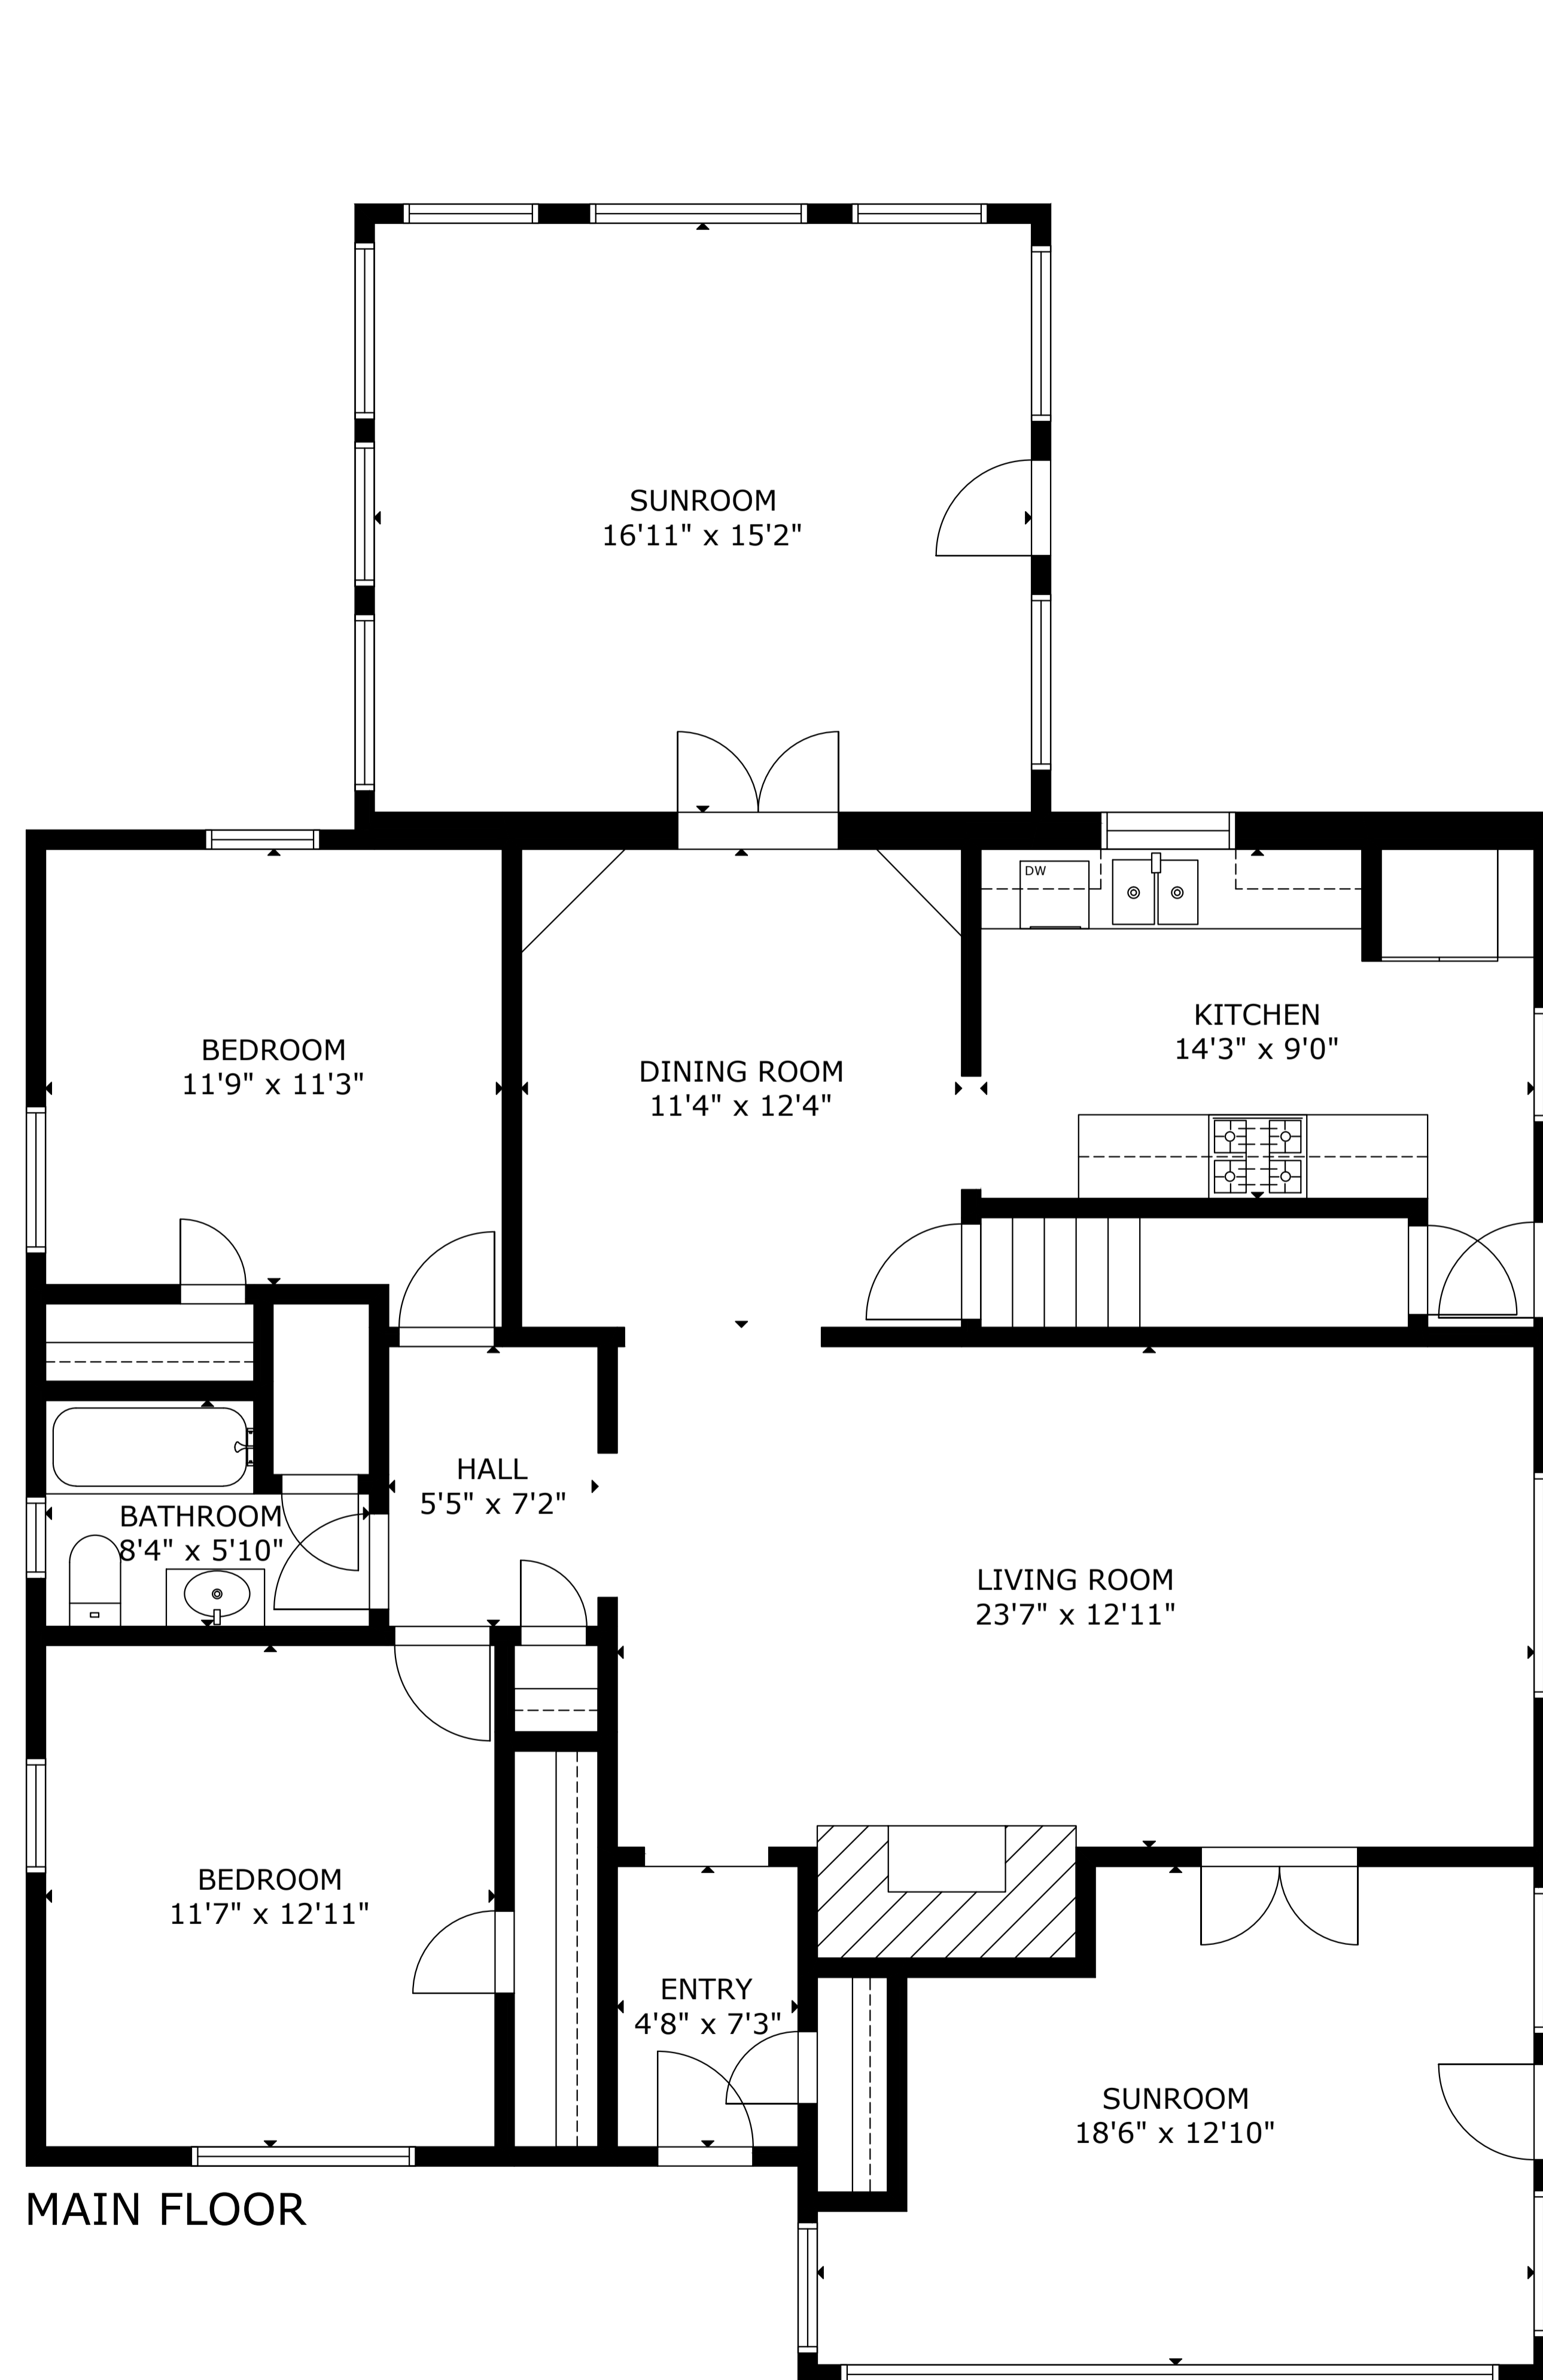 SUNROOM
16'11" x 15'2"
DW
KITCHEN
14'3" x 9'0"
BEDROOM
11'9" x 11'3"
DINING ROOM
11'4" x 12'4"
HALL
5'5" x 7'2"
BATHROOM
8'4" x 5'10"
LIVING ROOM
23'7" x 12'11"
BEDROOM
11'7" x 12'11"
ENTRY
4'8" x 7'3"
SUNROOM
18'6" x 12'10"
MAIN FLOOR